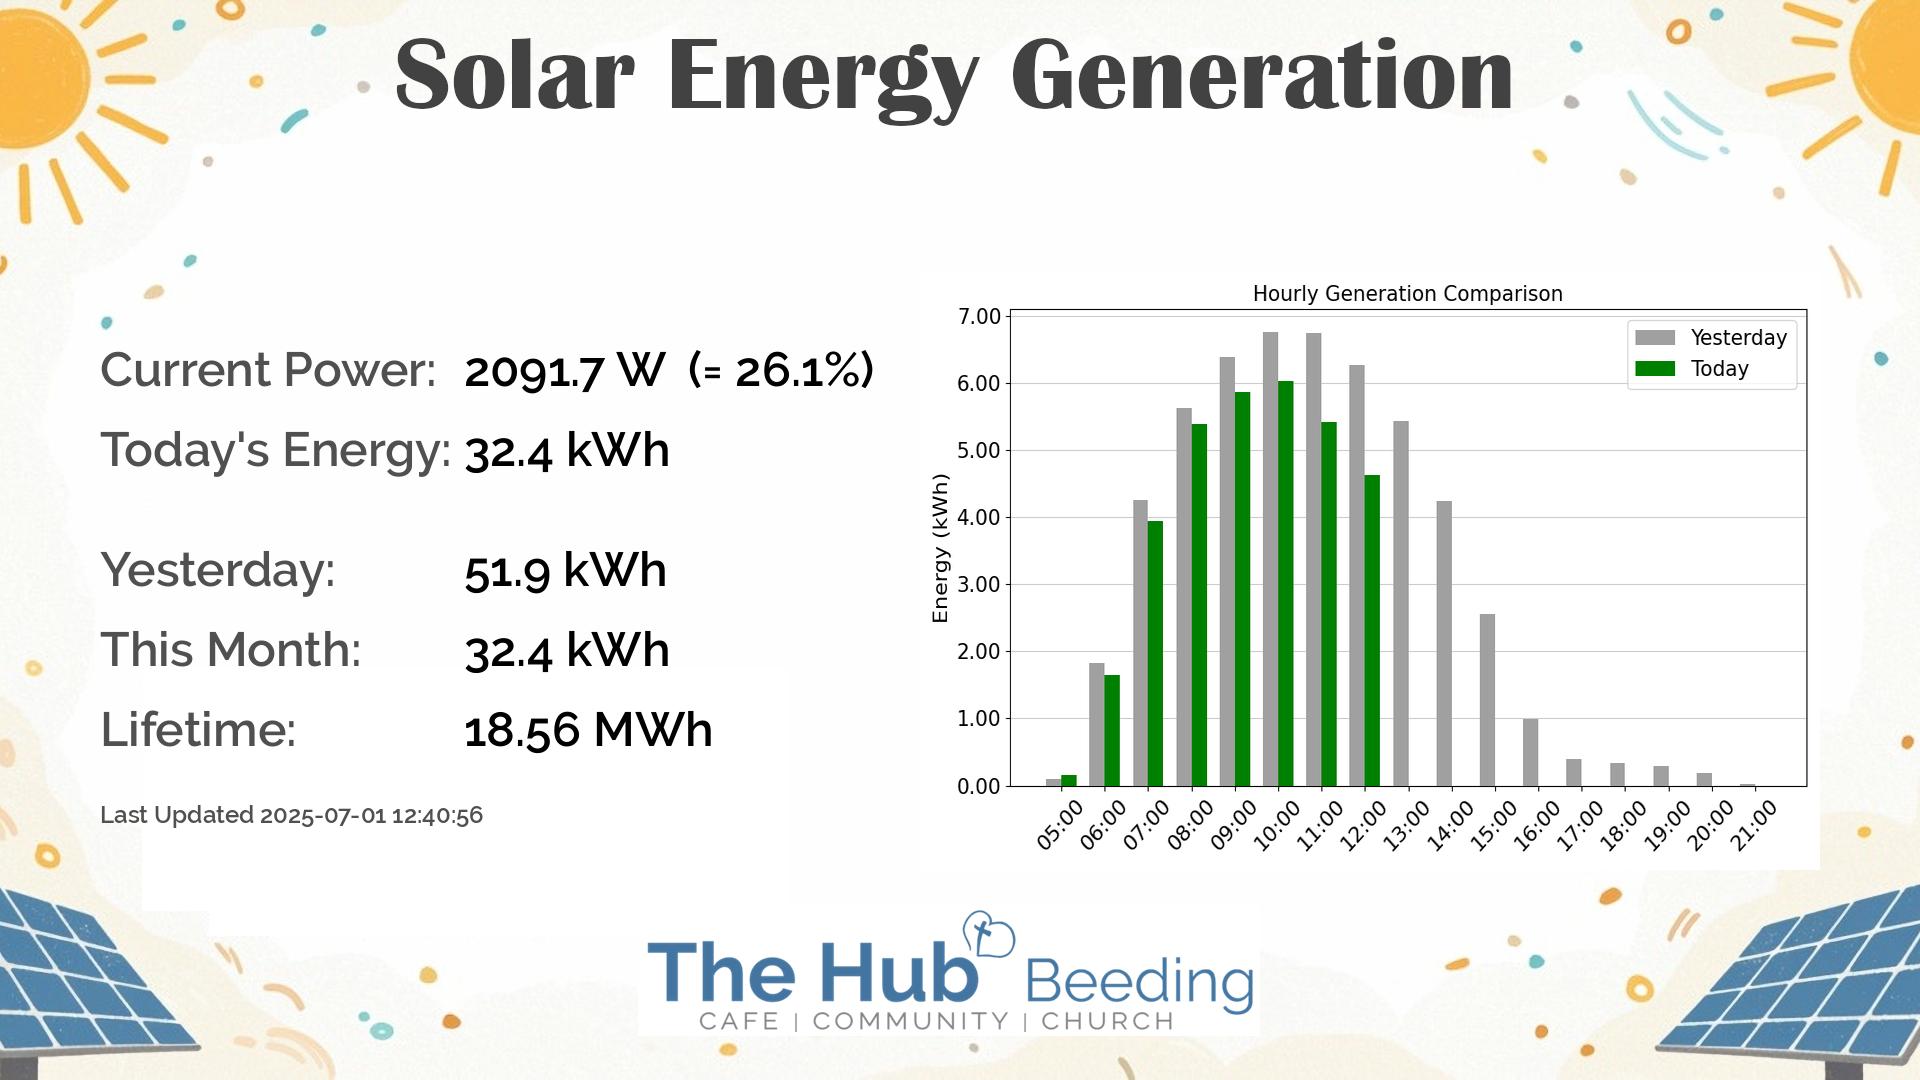 Solar Energy Generation
Current Power: 2091.7 W (= 26.1%)
Today's Energy: 32.4 kWh
Yesterday: 51.9 kWh
This Month: 32.4 kWh
Lifetime: 18.56 MWh
Last Updated 2025-07-01 12:40:56
Hourly Generation Comparison
Yesterday
Today
Energy (kWh)
7.00
6.00
5.00
4.00
3.00
2.00
1.00
0.00
05:00 06:00 07:00 08:00 09:00 10:00 11:00 12:00 13:00 14:00 15:00 16:00 17:00 18:00 19:00 20:00 21:00
The Hub Beeding
CAFE | COMMUNITY | CHURCH